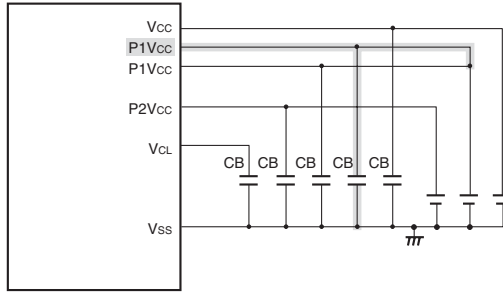 Vcc
P1Vcc
P1Vcc
P2Vcc
VCL
CB CB CB CB CB
Vss